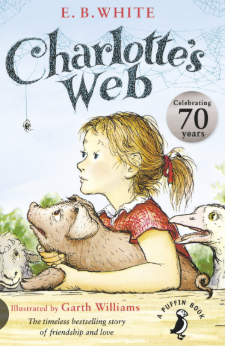 E. B. WHITE
Charlotte's
Web
Celebrating
70
years
Illustrated by Garth Williams
The timeless bestselling story
of friendship and love
A PUFFIN BOOK